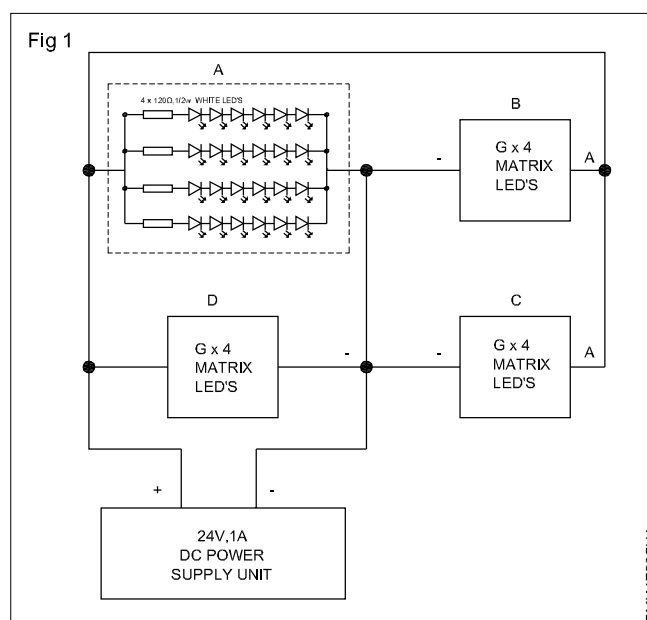 Fig 1
A
4 x 120Ω,1/2w WHITE LED'S
B
-
G x 4
MATRIX
LED'S
A
D
G x 4
MATRIX
LED'S
-
C
-
G x 4
MATRIX
LED'S
A
+
-
24V,1A
DC POWER
SUPPLY UNIT